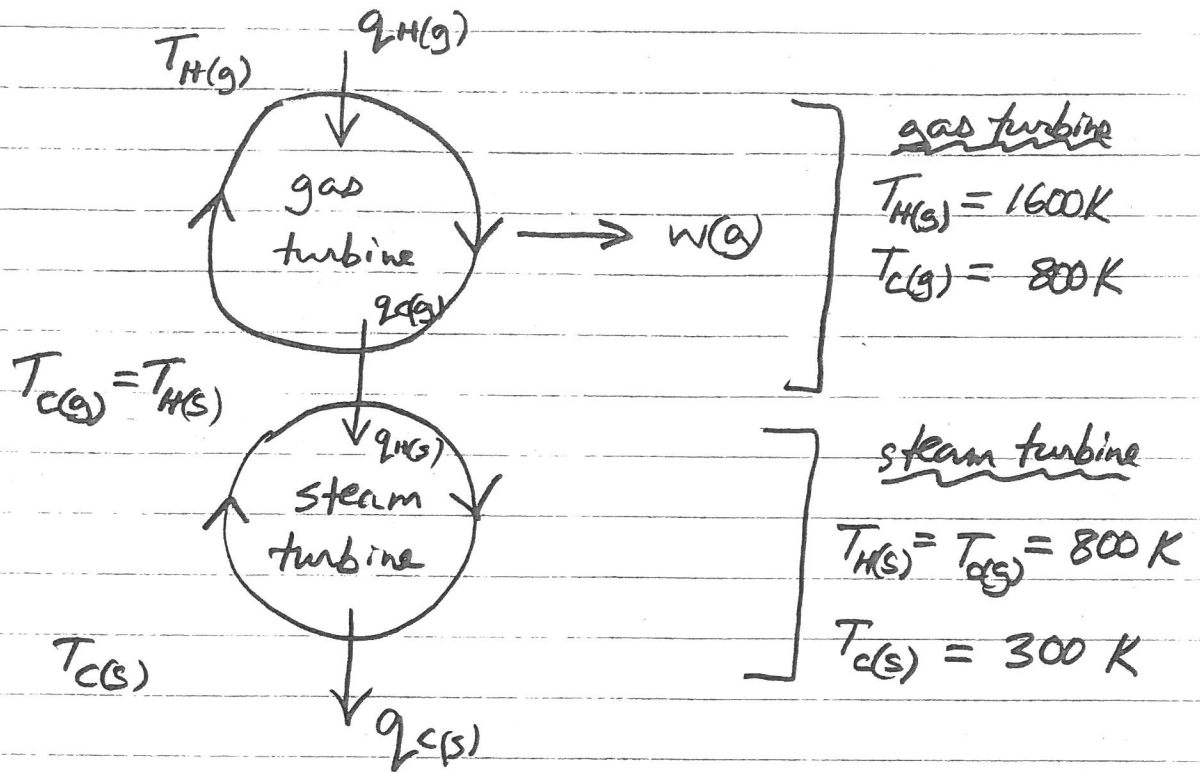 q_H(g)
T_H(g)
gas
turbine
q_C(g)
w(g)
gas turbine
T_H(g) = 1600K
T_C(g) = 800K
T_C(g) = T_H(s)
q_H(s)
steam
turbine
T_C(s)
q_C(s)
steam turbine
T_H(s) = T_C(g) = 800 K
T_C(s) = 300 K